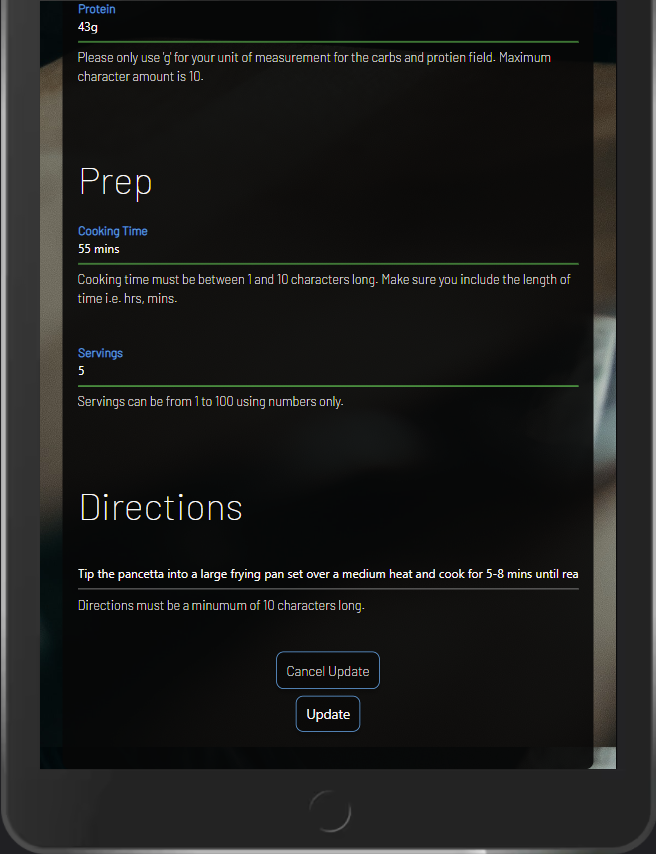 Protein
43g
Please only use 'g' for your unit of measurement for the carbs and protien field. Maximum
character amount is 10.
Prep
Cooking Time
55 mins
Cooking time must be between 1 and 10 characters long. Make sure you include the length of
time i.e. hrs, mins.
Servings
5
Servings can be from 1 to 100 using numbers only.
Directions
Tip the pancetta into a large frying pan set over a medium heat and cook for 5-8 mins until rea
Directions must be a minumum of 10 characters long.
Cancel Update
Update